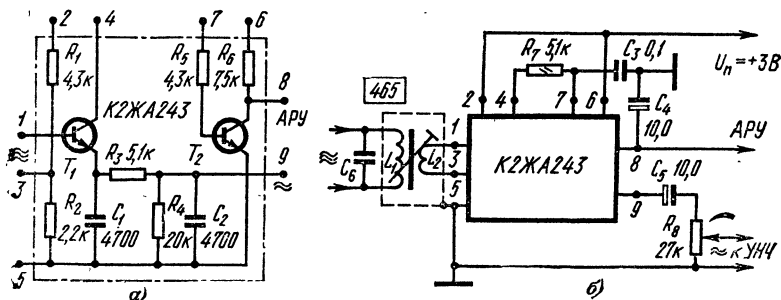 2 4 7 6
R1 4,3к
R5 4,3к
R6 7,5к
К2ЖА243
8 АРУ
1
T1
R3 5,1к
T2
9
3
R2 2,2к
C1 4700
R4 20к
C2 4700
5
а)
R7 5,1к
C3 0,1
Uп=+3В
465
2 4 7 6
C4 10,0
АРУ
1
3
5
C6
L1
L2
К2ЖА243
8
9
C5 10,0
R8 27к
≈ к УНЧ
б)